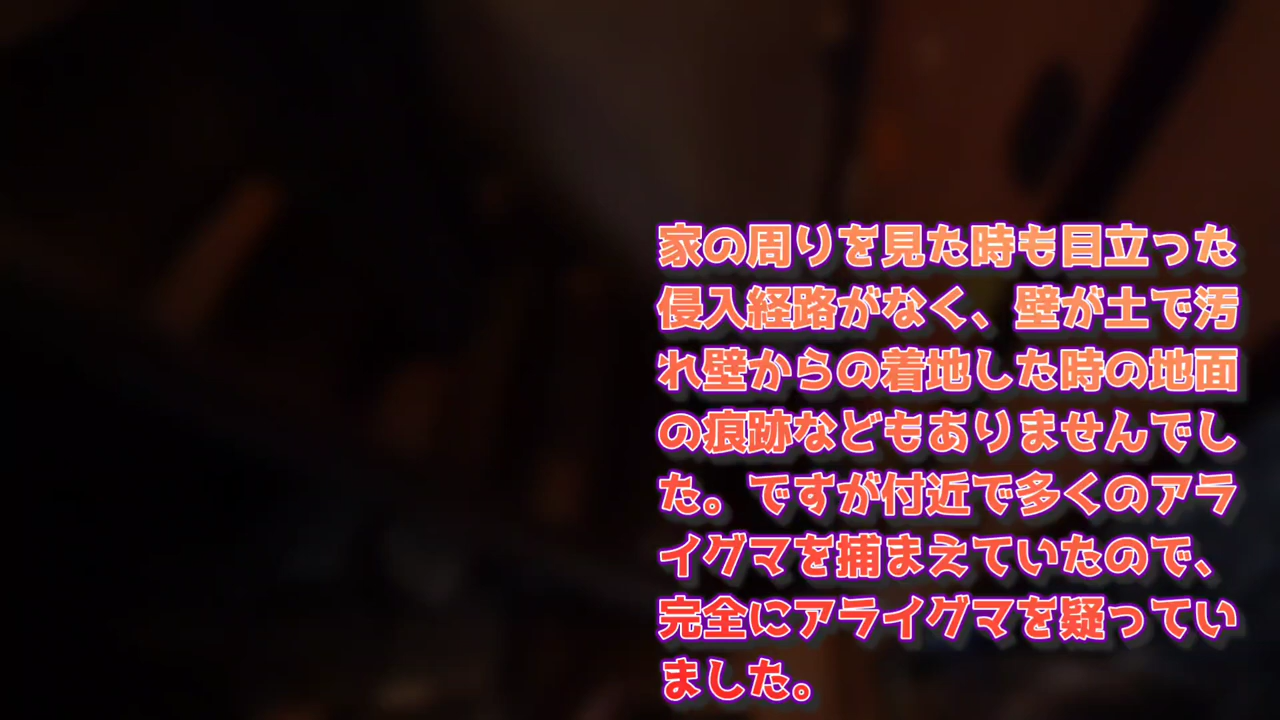 家の周りを見た時も目立った
侵入経路がなく、壁が土で汚
れ壁からの着地した時の地面
の痕跡などもありませんでし
た。ですが付近で多くのアラ
イグマを捕まえていたので、
完全にアライグマを疑ってい
ました。